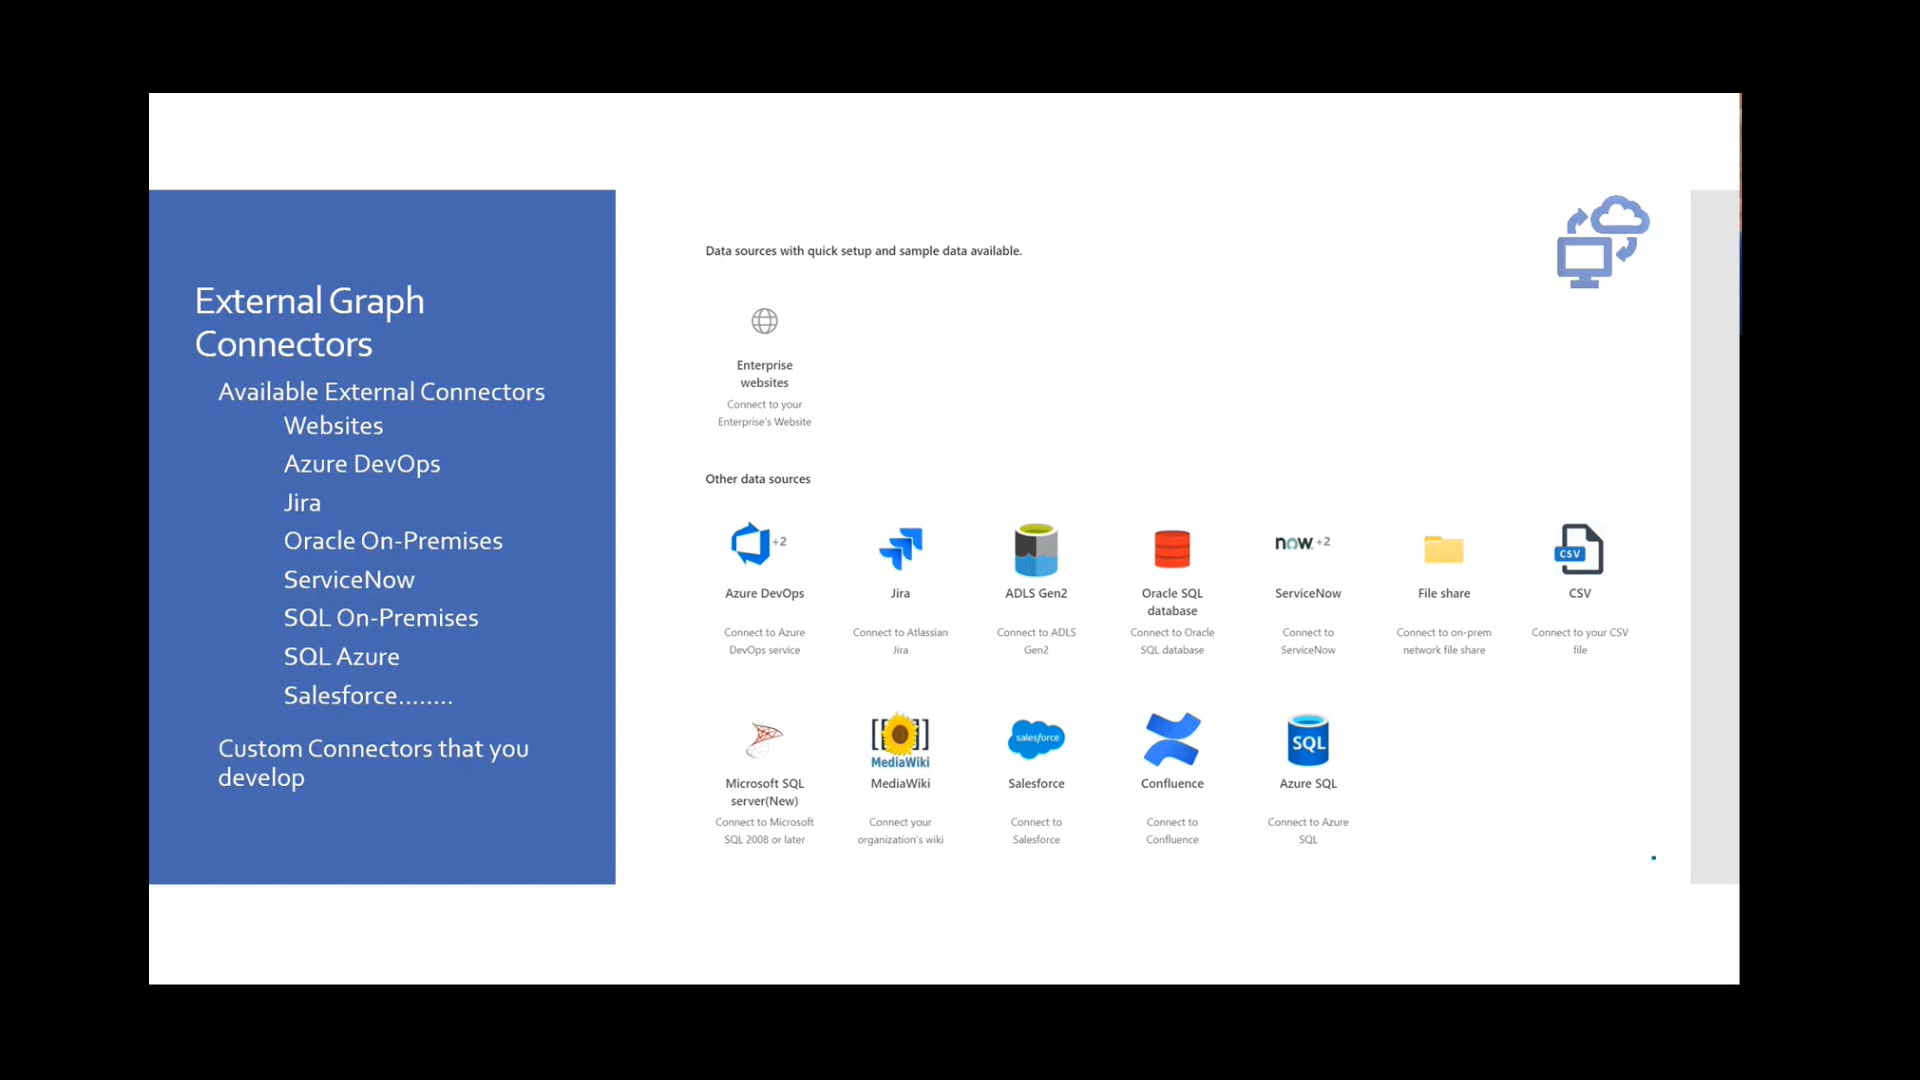 External Graph
Connectors
Available External Connectors
Websites
Azure DevOps
Jira
Oracle On-Premises
ServiceNow
SQL On-Premises
SQL Azure
Salesforce........
Custom Connectors that you
develop
Data sources with quick setup and sample data available.
Enterprise
websites
Connect to your
Enterprise's Website
Other data sources
+2
Azure DevOps
Connect to Azure
DevOps service
Jira
Connect to Atlassian
Jira
ADLS Gen2
Connect to ADLS
Gen2
Oracle SQL
database
Connect to Oracle
SQL database
now. +2
ServiceNow
Connect to
ServiceNow
File share
Connect to on-prem
network file share
CSV
CSV
Connect to your CSV
file
Microsoft SQL
server(New)
Connect to Microsoft
SQL 2008 or later
[[ ]]
MediaWiki
MediaWiki
Connect your
organization's wiki
salesforce
Salesforce
Connect to
Salesforce
Confluence
Connect to
Confluence
SQL
Azure SQL
Connect to Azure
SQL